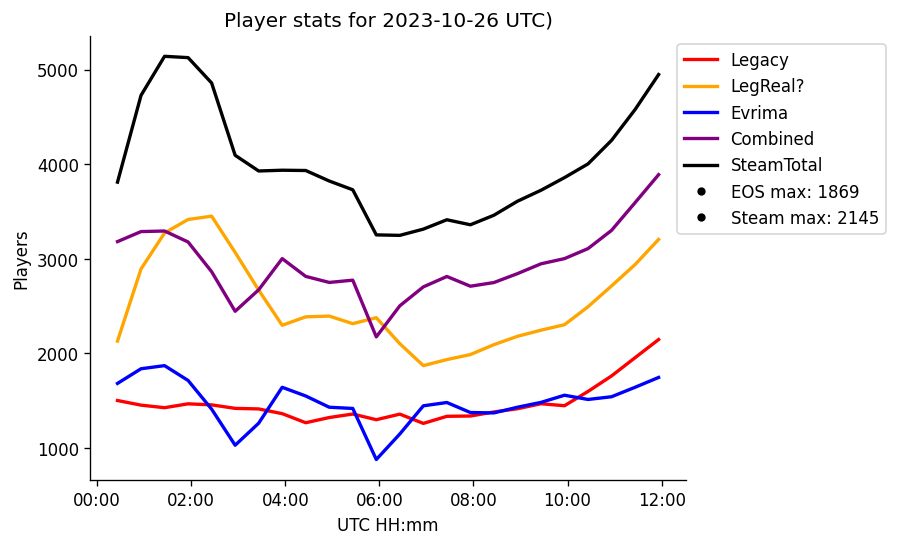 Player stats for 2023-10-26 UTC)
Legacy
LegReal?
Evrima
Combined
SteamTotal
EOS max: 1869
Steam max: 2145
Players
5000
4000
3000
2000
1000
00:00 02:00 04:00 06:00 08:00 10:00 12:00
UTC HH:mm